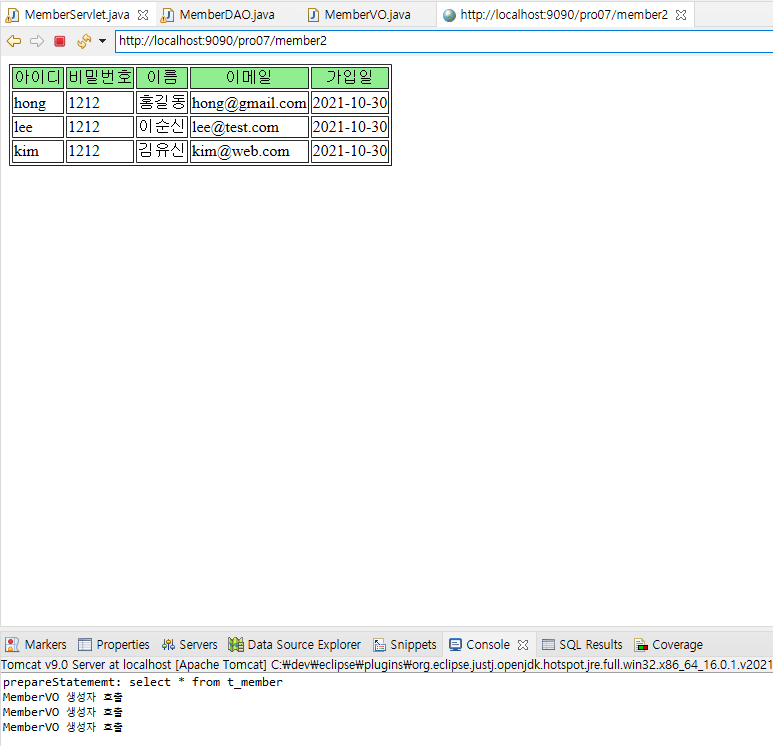 MemberServlet.java MemberDAO.java MemberVO.java http://localhost:9090/pro07/member2
http://localhost:9090/pro07/member2
아이디 비밀번호 이름 이메일 가입일
hong 1212 홍길동 hong@gmail.com 2021-10-30
lee 1212 이순신 lee@test.com 2021-10-30
kim 1212 김유신 kim@web.com 2021-10-30
Markers Properties Servers Data Source Explorer Snippets Console SQL Results Coverage
Tomcat v9.0 Server at localhost [Apache Tomcat] C:₩dev₩eclipse₩plugins₩org.eclipse.justj.openjdk.hotspot.jre.full.win32.x86_64_16.0.1.v2021
prepareStatememt: select * from t_member
MemberVO 생성자 호출
MemberVO 생성자 호출
MemberVO 생성자 호출